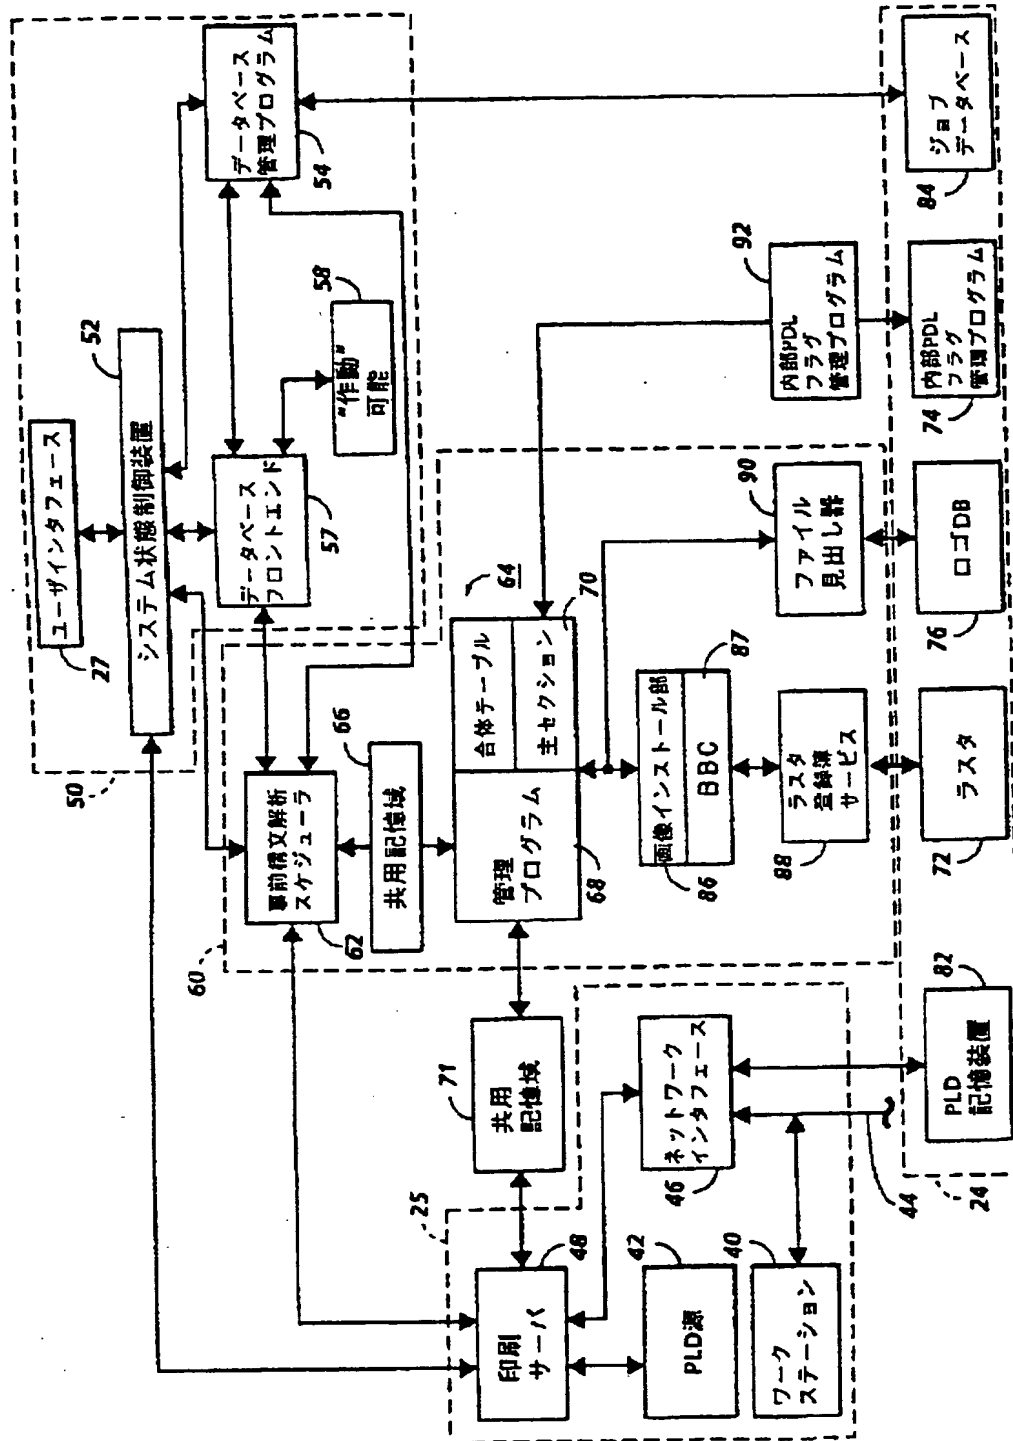 ユーザインタフェース
27
システム状態制御装置
52
50
データベース
管理プログラム
54
データベース
フロントエンド
57
"作動"
可能
58
60
事前構文解析
スケジューラ
62
共用記憶域
66
64
管理
プログラム
68
合体テーブル
主セクション
70
共用
記憶域
71
画像インストール部
86
BBC
87
ラスタ
登録簿
サービス
88
ファイル
見出し器
90
内部PDL
フラグ
管理プログラム
92
25
印刷
サーバ
48
PLD源
42
ワーク
ステーション
40
ネットワーク
インタフェース
46
44
24
PLD
記憶装置
82
ラスタ
72
ロゴDB
76
内部PDL
フラグ
管理プログラム
74
ジョブ
データベース
84